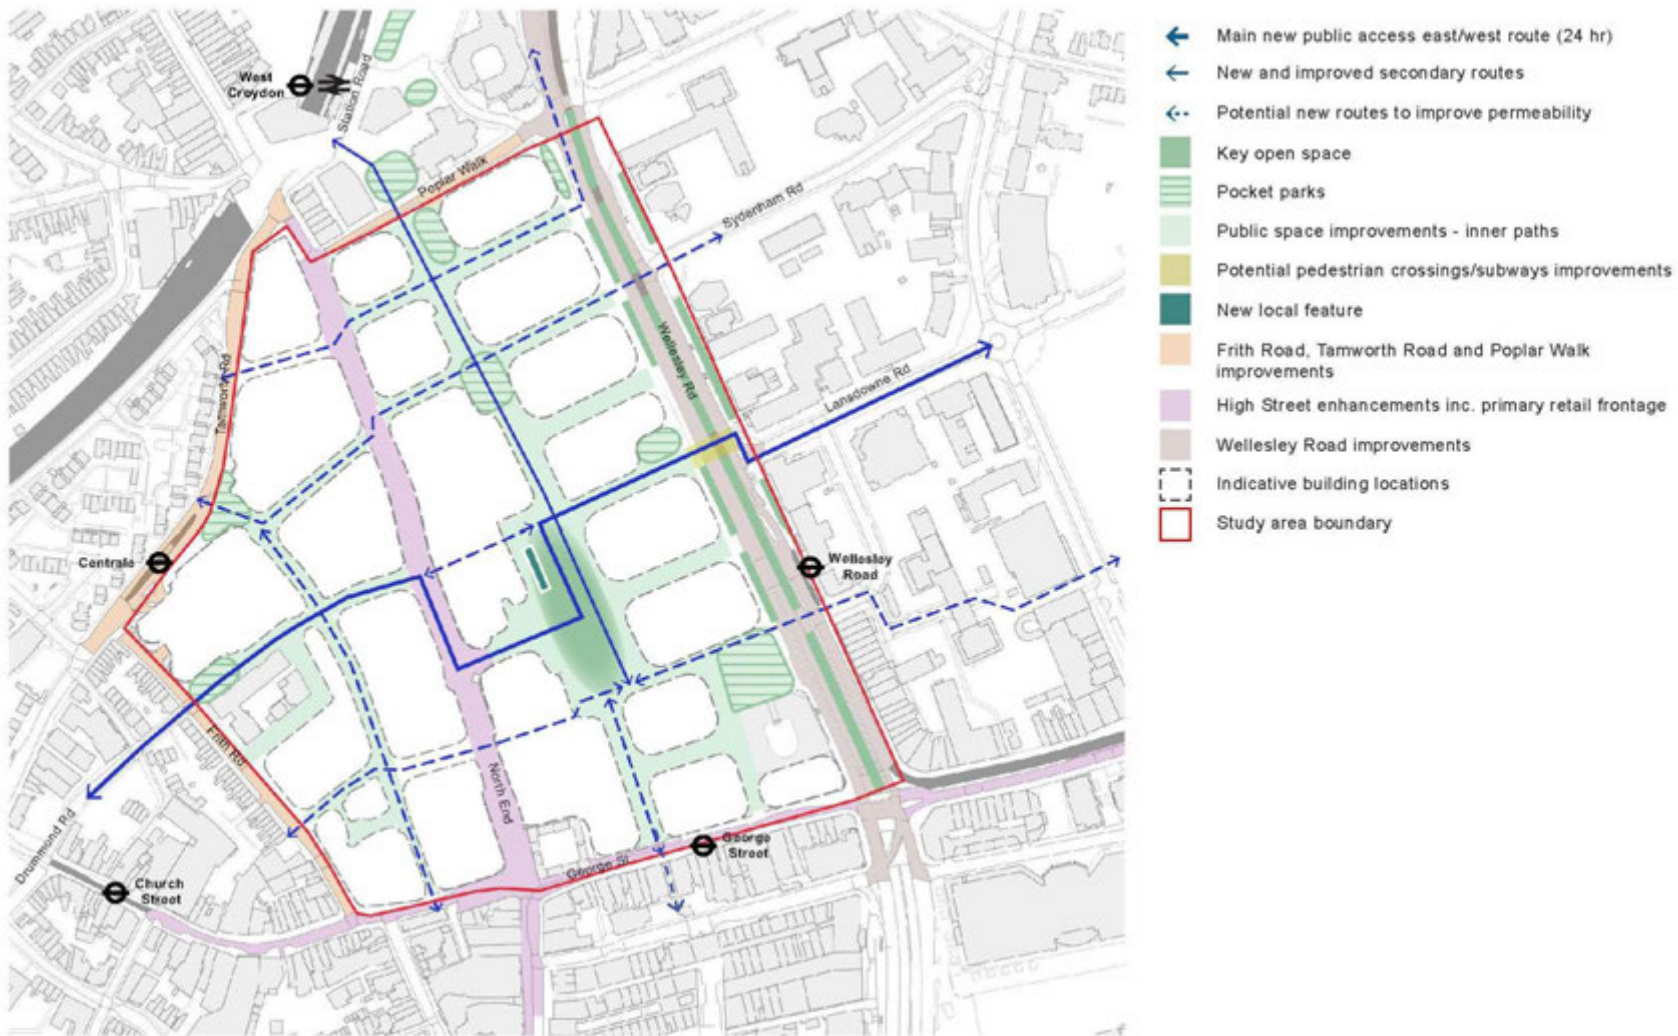 West
Croydon
Station Road
Poplar Walk
Sydenham Rd
Wellesley Rd
Tamworth Rd
Lansdowne Rd
Centrale
Wellesley
Road
Frith Rd
North End
Drummond Rd
George St
George
Street
Church
Street
Main new public access east/west route (24 hr)
New and improved secondary routes
Potential new routes to improve permeability
Key open space
Pocket parks
Public space improvements - inner paths
Potential pedestrian crossings/subways improvements
New local feature
Frith Road, Tamworth Road and Poplar Walk
improvements
High Street enhancements inc. primary retail frontage
Wellesley Road improvements
Indicative building locations
Study area boundary